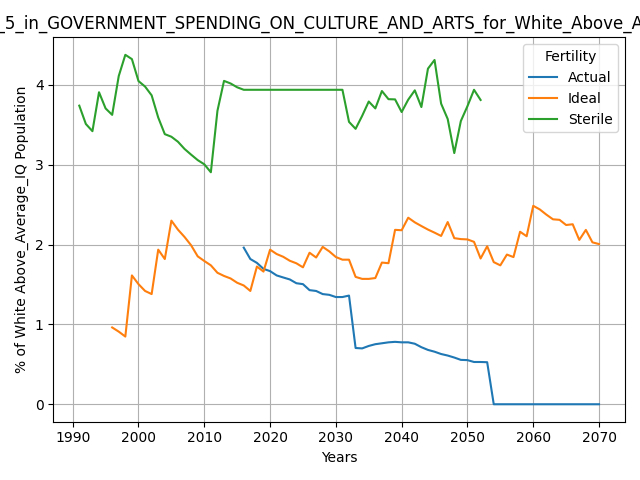 _5_in_GOVERNMENT_SPENDING_ON_CULTURE_AND_ARTS_for_White_Above_A
Fertility
Actual
Ideal
Sterile
% of White Above_Average_IQ Population
4
3
2
1
0
1990 2000 2010 2020 2030 2040 2050 2060 2070
Years